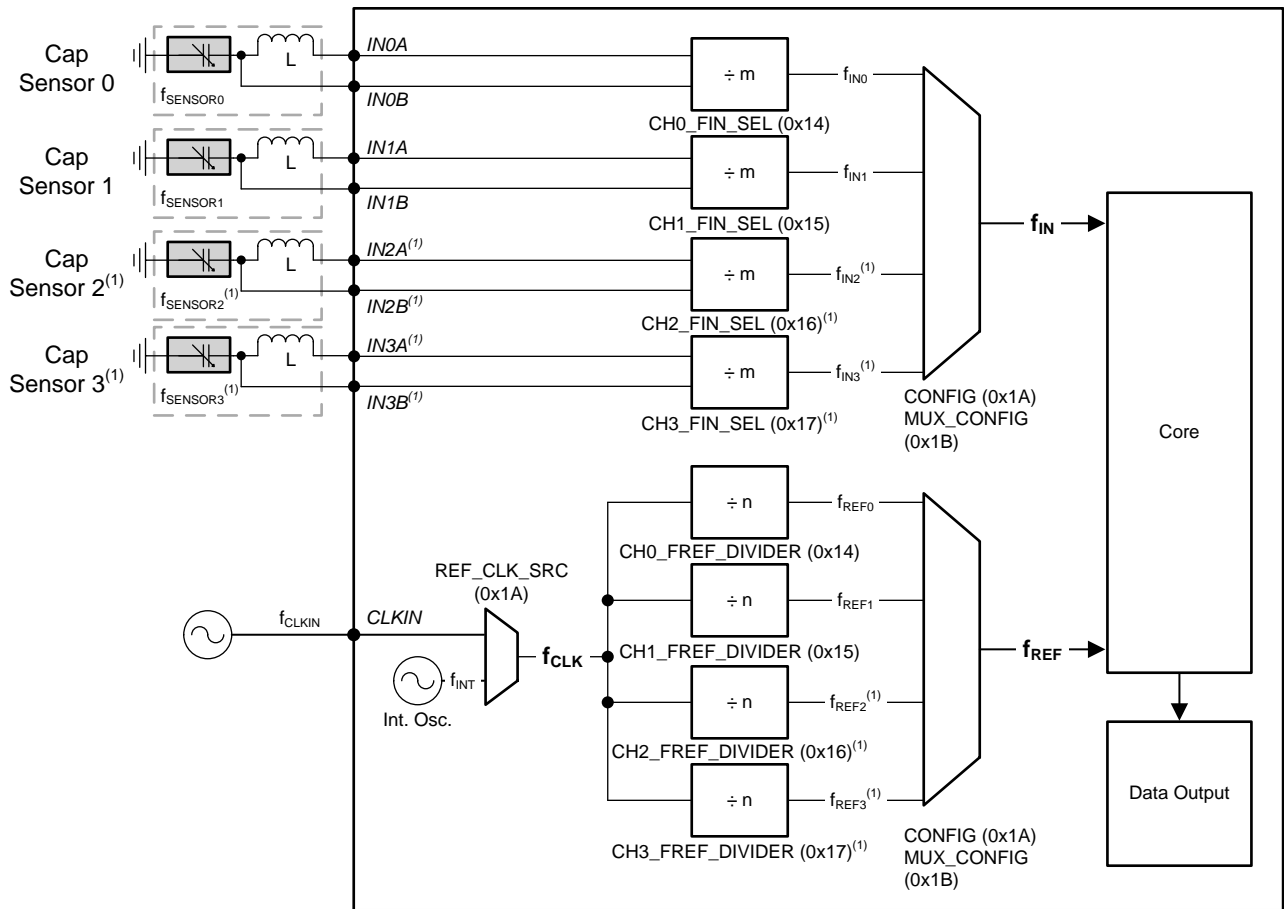 Cap
Sensor 0
L
fSENSOR0
IN0A
IN0B
÷ m
fIN0
CH0_FIN_SEL (0x14)
Cap
Sensor 1
L
fSENSOR1
IN1A
IN1B
÷ m
fIN1
CH1_FIN_SEL (0x15)
Cap
Sensor 2(1)
L
fSENSOR2(1)
IN2A(1)
IN2B(1)
÷ m
fIN2(1)
CH2_FIN_SEL (0x16)(1)
Cap
Sensor 3(1)
L
fSENSOR3(1)
IN3A(1)
IN3B(1)
÷ m
fIN3(1)
CH3_FIN_SEL (0x17)(1)
CONFIG (0x1A)
MUX_CONFIG
(0x1B)
fIN
Core
÷ n
fREF0
CH0_FREF_DIVIDER (0x14)
REF_CLK_SRC
(0x1A)
fCLKIN
CLKIN
fINT
Int. Osc.
fCLK
÷ n
fREF1
CH1_FREF_DIVIDER (0x15)
÷ n
fREF2(1)
CH2_FREF_DIVIDER (0x16)(1)
÷ n
fREF3(1)
CH3_FREF_DIVIDER (0x17)(1)
CONFIG (0x1A)
MUX_CONFIG
(0x1B)
fREF
Data Output